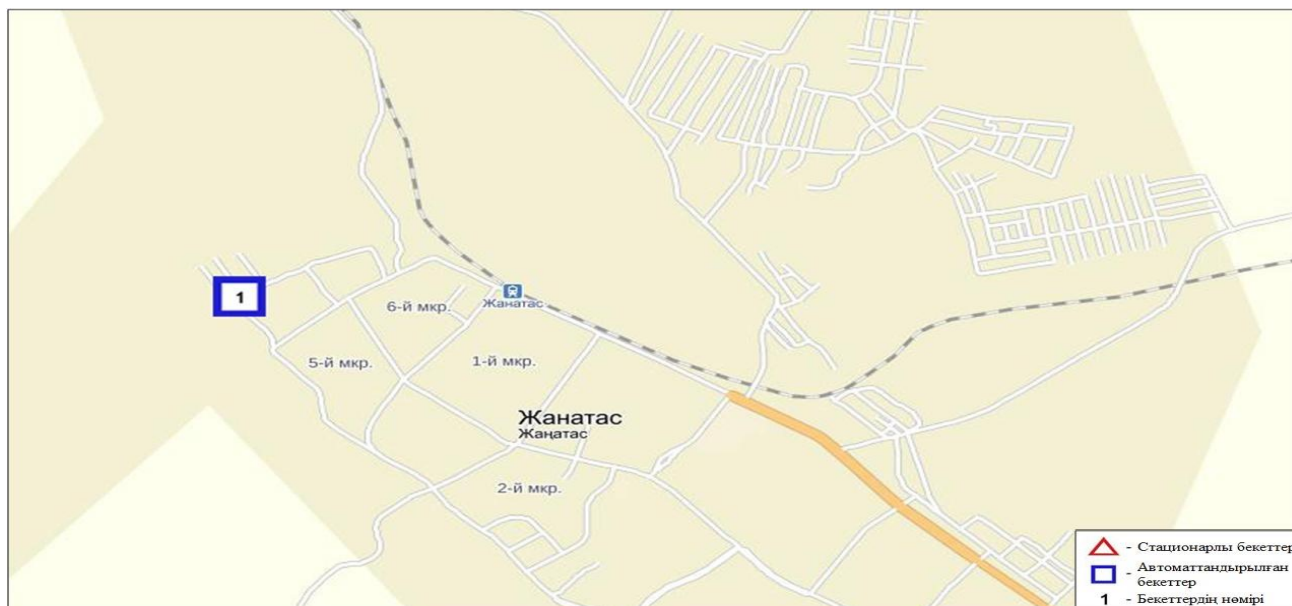 1
6-й мкр.
Жанатас
5-й мкр.
1-й мкр.
Жанатас
Жаңатас
2-й мкр.
- Стационарлы бекеттер
- Автоматтандырылған
бекеттер
1 - Бекеттердің нөмірі